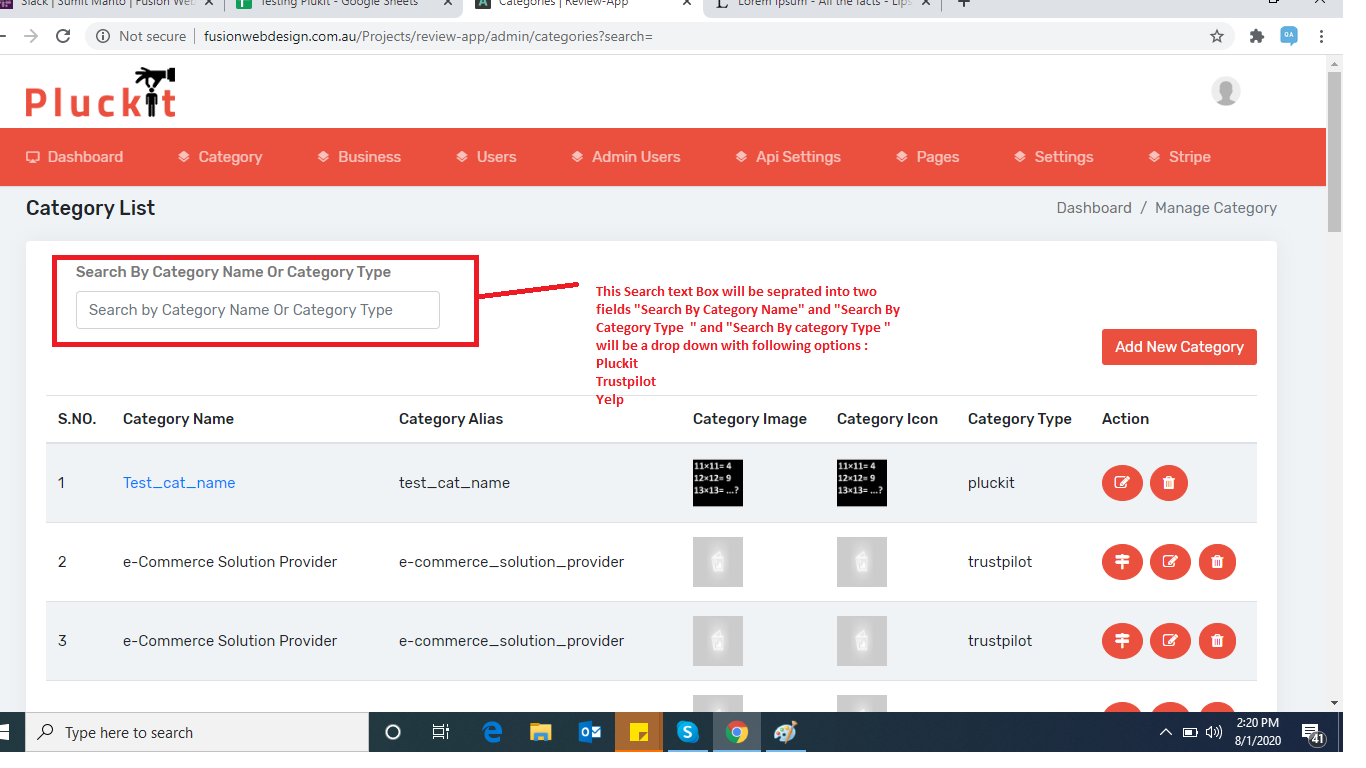 Slack | Sumit Mahto | Fusion Web
Testing Plukit - Google Sheets
Categories | Review-App
Lorem Ipsum - All the facts - Lips
Not secure | fusionwebdesign.com.au/Projects/review-app/admin/categories?search=
Pluckit
Dashboard Category Business Users Admin Users Api Settings Pages Settings Stripe
Category List
Dashboard / Manage Category
Search By Category Name Or Category Type
Search by Category Name Or Category Type
This Search text Box will be seprated into two
fields "Search By Category Name" and "Search By
Category Type " and "Search By category Type "
will be a drop down with following options :
Pluckit
Trustpilot
Yelp
Add New Category
S.NO. Category Name Category Alias Category Image Category Icon Category Type Action
1 Test_cat_name test_cat_name
11×11= 4
12×12= 9
13×13= ...?
11×11= 4
12×12= 9
13×13= ...?
pluckit
2 e-Commerce Solution Provider e-commerce_solution_provider trustpilot
3 e-Commerce Solution Provider e-commerce_solution_provider trustpilot
Type here to search
2:20 PM
8/1/2020
41